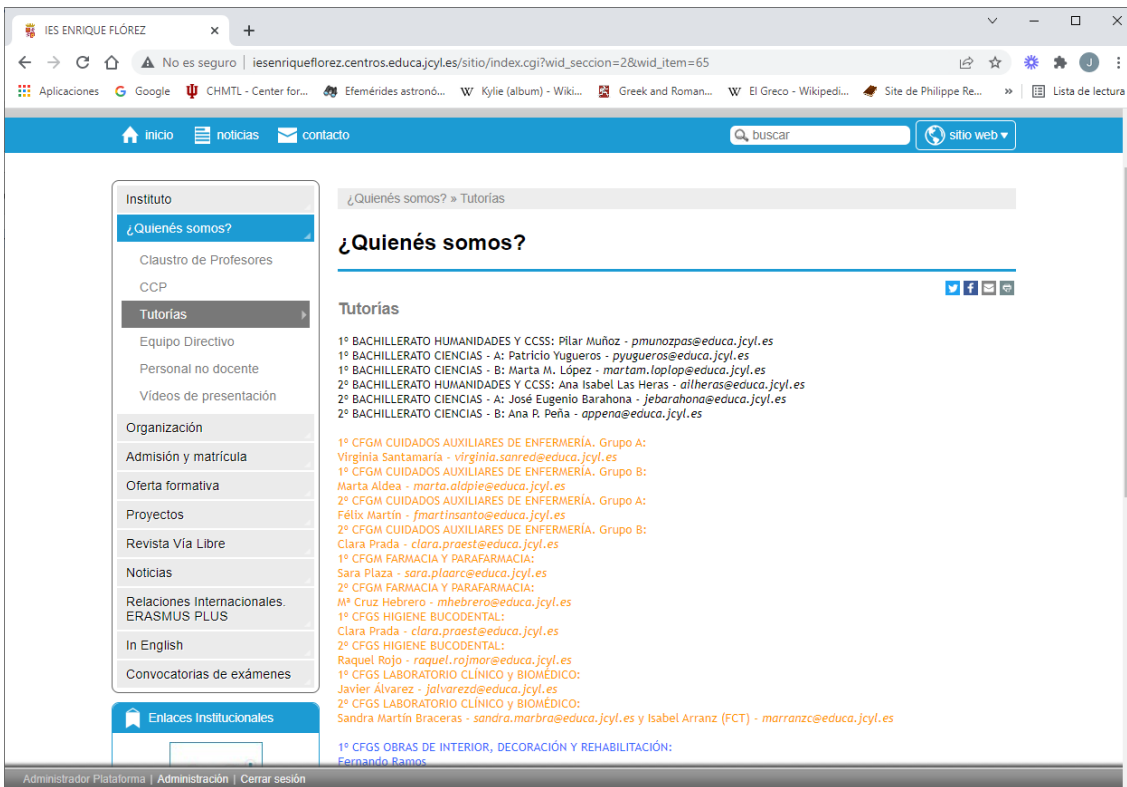 IES ENRIQUE FLÓREZ
No es seguro | iesenriqueflorez.centros.educa.jcyl.es/sitio/index.cgi?wid_seccion=2&wid_item=65
J
Aplicaciones Google CHMTL - Center for... Efemérides astronó... Kylie (album) - Wiki... Greek and Roman... El Greco - Wikipedi... Site de Philippe Re... » Lista de lectura
inicio noticias contacto buscar sitio web
Instituto
¿Quienés somos?
Claustro de Profesores
CCP
Tutorías
Equipo Directivo
Personal no docente
Vídeos de presentación
Organización
Admisión y matrícula
Oferta formativa
Proyectos
Revista Vía Libre
Noticias
Relaciones Internacionales.
ERASMUS PLUS
In English
Convocatorias de exámenes
Enlaces Institucionales
¿Quienés somos? » Tutorías
¿Quienés somos?
Tutorías
1º BACHILLERATO HUMANIDADES Y CCSS: Pilar Muñoz - pmunozpas@educa.jcyl.es
1º BACHILLERATO CIENCIAS - A: Patricio Yugueros - pyugueros@educa.jcyl.es
1º BACHILLERATO CIENCIAS - B: Marta M. López - martam.loplop@educa.jcyl.es
2º BACHILLERATO HUMANIDADES Y CCSS: Ana Isabel Las Heras - ailheras@educa.jcyl.es
2º BACHILLERATO CIENCIAS - A: José Eugenio Barahona - jebarahona@educa.jcyl.es
2º BACHILLERATO CIENCIAS - B: Ana P. Peña - appena@educa.jcyl.es
1º CFGM CUIDADOS AUXILIARES DE ENFERMERÍA. Grupo A:
Virginia Santamaría - virginia.sanred@educa.jcyl.es
1º CFGM CUIDADOS AUXILIARES DE ENFERMERÍA. Grupo B:
Marta Aldea - marta.aldpie@educa.jcyl.es
2º CFGM CUIDADOS AUXILIARES DE ENFERMERÍA. Grupo A:
Félix Martín - fmartinsanto@educa.jcyl.es
2º CFGM CUIDADOS AUXILIARES DE ENFERMERÍA. Grupo B:
Clara Prada - clara.praest@educa.jcyl.es
1º CFGM FARMACIA Y PARAFARMACIA:
Sara Plaza - sara.plaarc@educa.jcyl.es
2º CFGM FARMACIA Y PARAFARMACIA:
Mª Cruz Hebrero - mhebrero@educa.jcyl.es
1º CFGS HIGIENE BUCODENTAL:
Clara Prada - clara.praest@educa.jcyl.es
2º CFGS HIGIENE BUCODENTAL:
Raquel Rojo - raquel.rojmor@educa.jcyl.es
1º CFGS LABORATORIO CLÍNICO y BIOMÉDICO:
Javier Álvarez - jalvarezd@educa.jcyl.es
2º CFGS LABORATORIO CLÍNICO y BIOMÉDICO:
Sandra Martín Braceras - sandra.marbra@educa.jcyl.es y Isabel Arranz (FCT) - marranzc@educa.jcyl.es
1º CFGS OBRAS DE INTERIOR, DECORACIÓN Y REHABILITACIÓN:
Fernando Ramos
Administrador Plataforma | Administración | Cerrar sesión